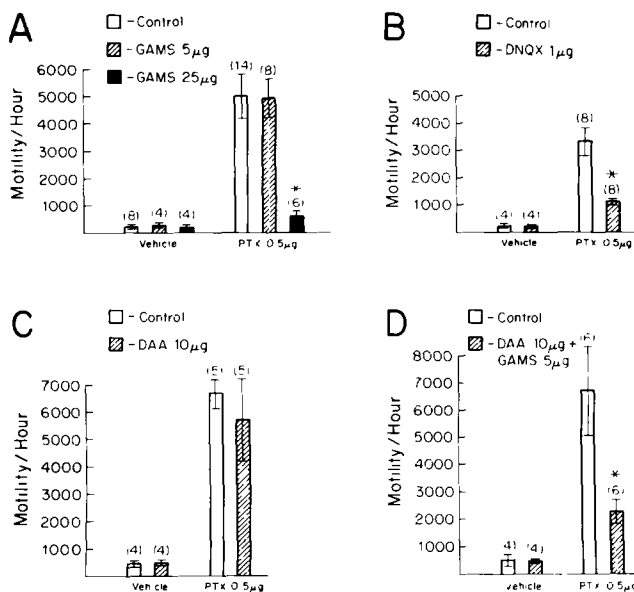 A
-Control
-GAMS 5μg
-GAMS 25μg
Motility/Hour
6000
5000
4000
3000
2000
1000
(8) (4) (4)
(14) (8)
*
(6)
Vehicle PTX 0.5μg
B
-Control
-DNQX 1μg
Motility/Hour
5000
4000
3000
2000
1000
(4) (4)
(8)
*
(8)
Vehicle PTX 0.5μg
C
-Control
-DAA 10μg
Motility/Hour
7000
6000
5000
4000
3000
2000
1000
(4) (4)
(5) (5)
Vehicle PTX 0.5μg
D
-Control
-DAA 10μg +
GAMS 5μg
Motility/Hour
8000
7000
6000
5000
4000
3000
2000
1000
(4) (4)
(6)
*
(6)
Vehicle PTX 0.5μg